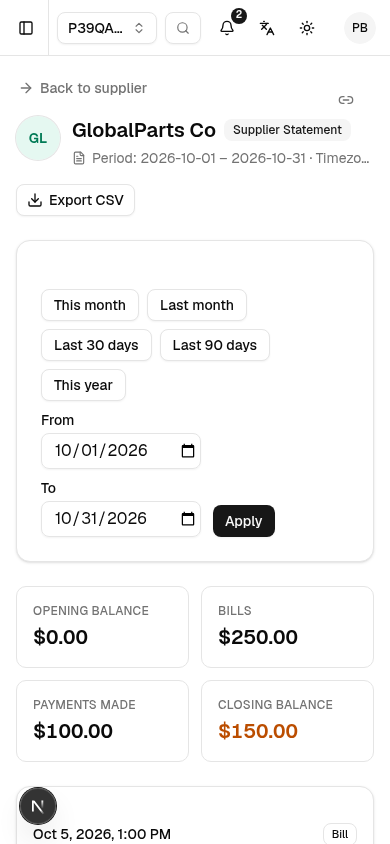 P39QA...
2
PB
Back to supplier
GL
GlobalParts Co
Supplier Statement
Period: 2026-10-01 – 2026-10-31 · Timezo...
Export CSV
This month
Last month
Last 30 days
Last 90 days
This year
From
10/01/2026
To
10/31/2026
Apply
OPENING BALANCE
$0.00
BILLS
$250.00
PAYMENTS MADE
$100.00
CLOSING BALANCE
$150.00
N
Oct 5, 2026, 1:00 PM
Bill